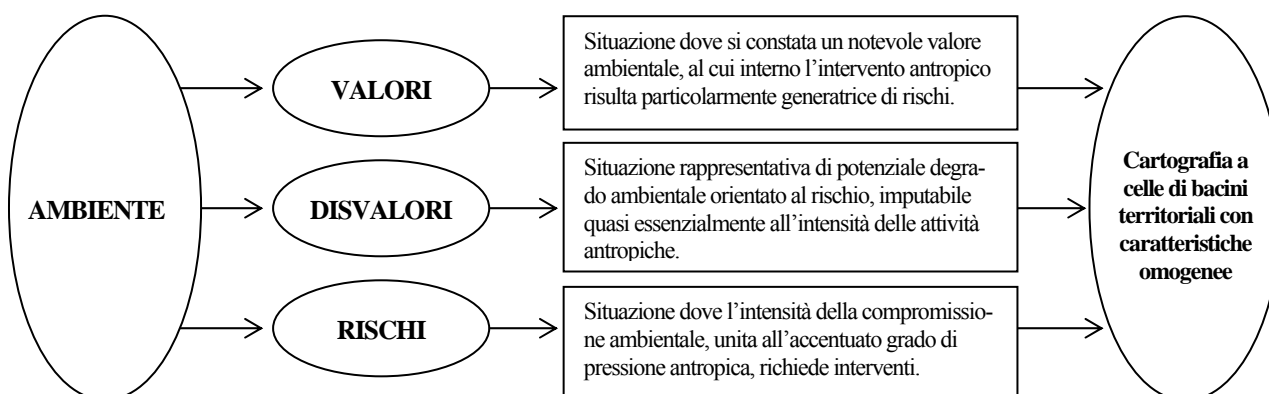 AMBIENTE
VALORI
Situazione dove si constata un notevole valore
ambientale, al cui interno l’intervento antropico
risulta particolarmente generatrice di rischi.
DISVALORI
Situazione rappresentativa di potenziale degra-
do ambientale orientato al rischio, imputabile
quasi essenzialmente all’intensità delle attività
antropiche.
RISCHI
Situazione dove l’intensità della compromissio-
ne ambientale, unita all’accentuato grado di
pressione antropica, richiede interventi.
Cartografia a
celle di bacini
territoriali con
caratteristiche
omogenee